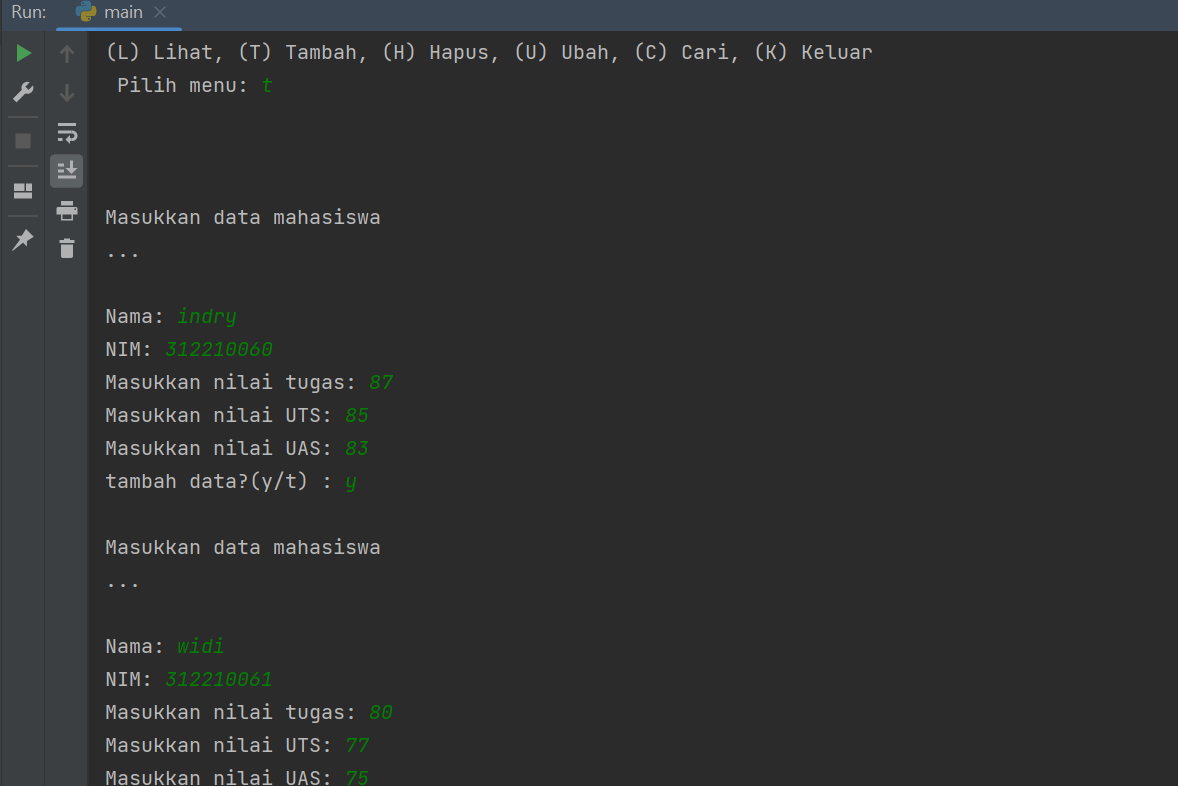 Run: main
(L) Lihat, (T) Tambah, (H) Hapus, (U) Ubah, (C) Cari, (K) Keluar
Pilih menu: t
Masukkan data mahasiswa
...
Nama: indry
NIM: 312210060
Masukkan nilai tugas: 87
Masukkan nilai UTS: 85
Masukkan nilai UAS: 83
tambah data?(y/t) : y
Masukkan data mahasiswa
...
Nama: widi
NIM: 312210061
Masukkan nilai tugas: 80
Masukkan nilai UTS: 77
Masukkan nilai UAS: 75